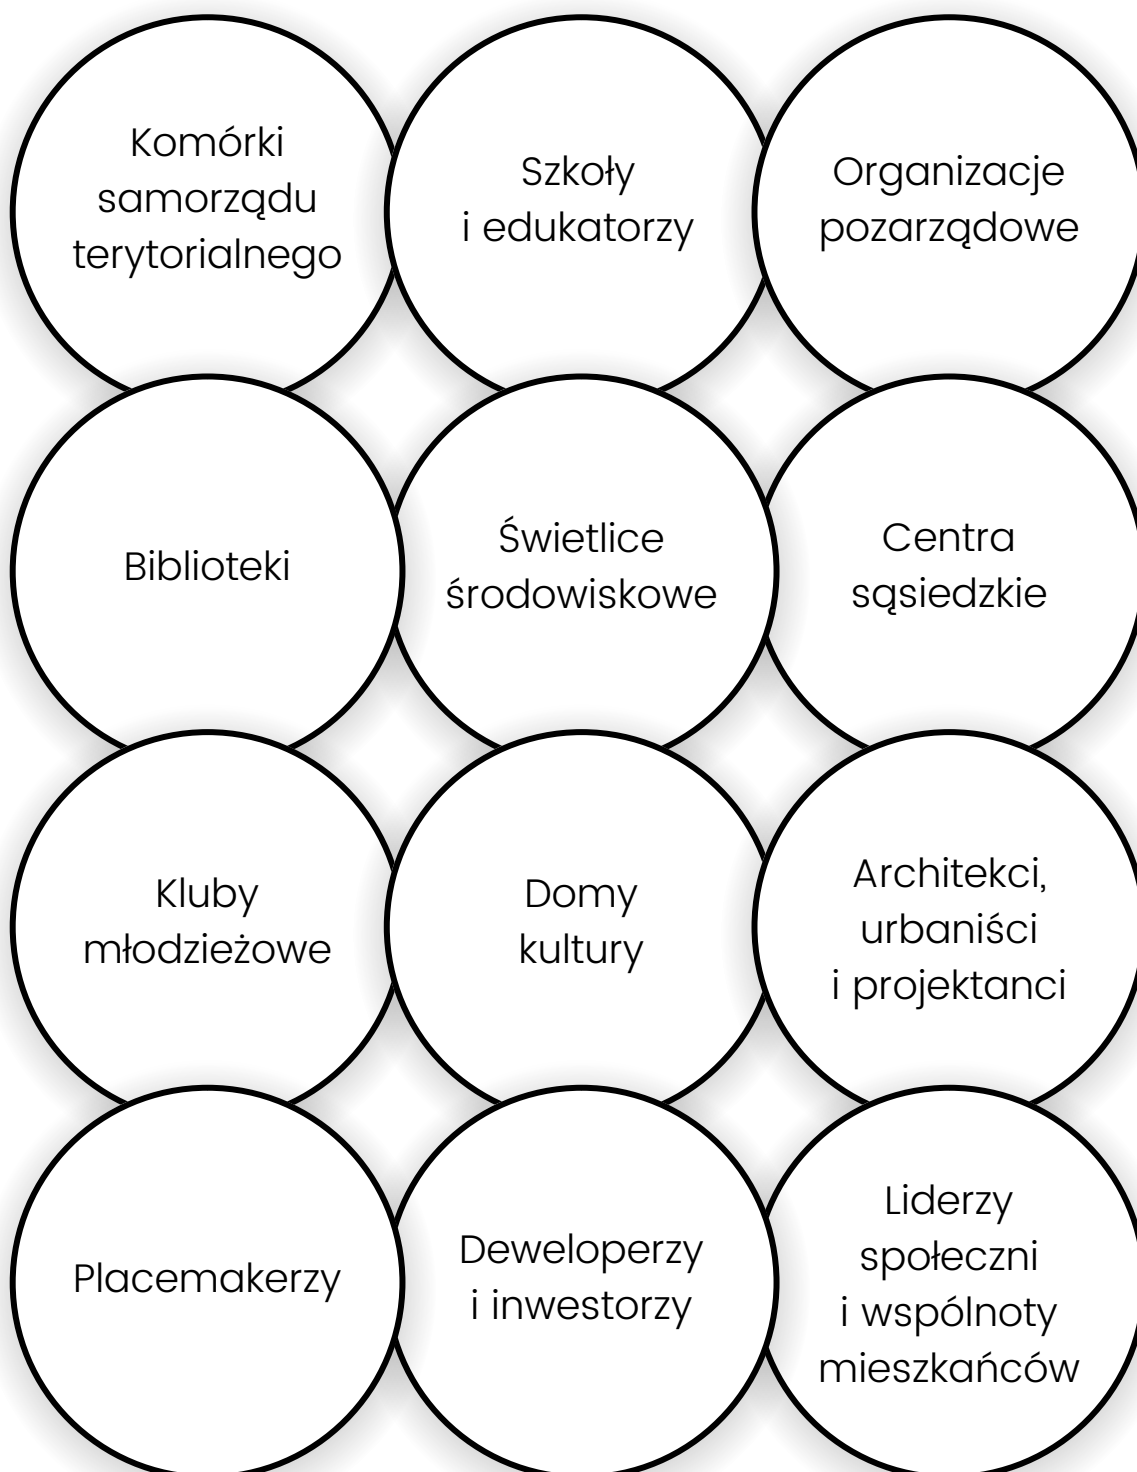 Komórki
samorządu
terytorialnego
Szkoły
i edukatorzy
Organizacje
pozarządowe
Biblioteki
Świetlice
środowiskowe
Centra
sąsiedzkie
Kluby
młodzieżowe
Domy
kultury
Architekci,
urbaniści
i projektanci
Placemakerzy
Deweloperzy
i inwestorzy
Liderzy
społeczni
i wspólnoty
mieszkańców